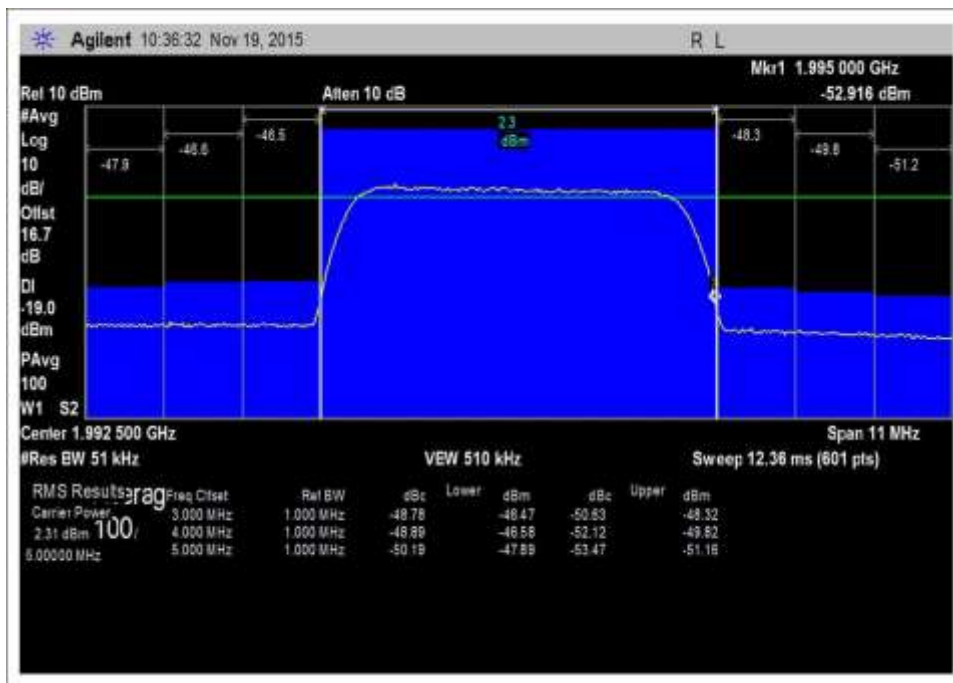 Agilent 10:36:32 Nov 19, 2015 R L
Mkr1 1.995 000 GHz
Ref 10 dBm Atten 10 dB -52.916 dBm
#Avg
Log
10
dB/
Offst
16.7
dB
DI
-19.0
dBm
PAvg
100
W1 S2
-47.9 -46.6 -46.5 2.3 dBm -48.3 -49.8 -51.2
Center 1.992 500 GHz Span 11 MHz
#Res BW 51 kHz VBW 510 kHz Sweep 12.36 ms (601 pts)
RMS Results Freq Offset Ref BW dBc Lower dBm dBc Upper dBm
Carrier Power 3.000 MHz 1.000 MHz -48.78 -46.47 -50.63 -48.32
2.31 dBm / 100 4.000 MHz 1.000 MHz -48.89 -46.58 -52.12 -49.82
5.00000 MHz 5.000 MHz 1.000 MHz -50.19 -47.89 -53.47 -51.16